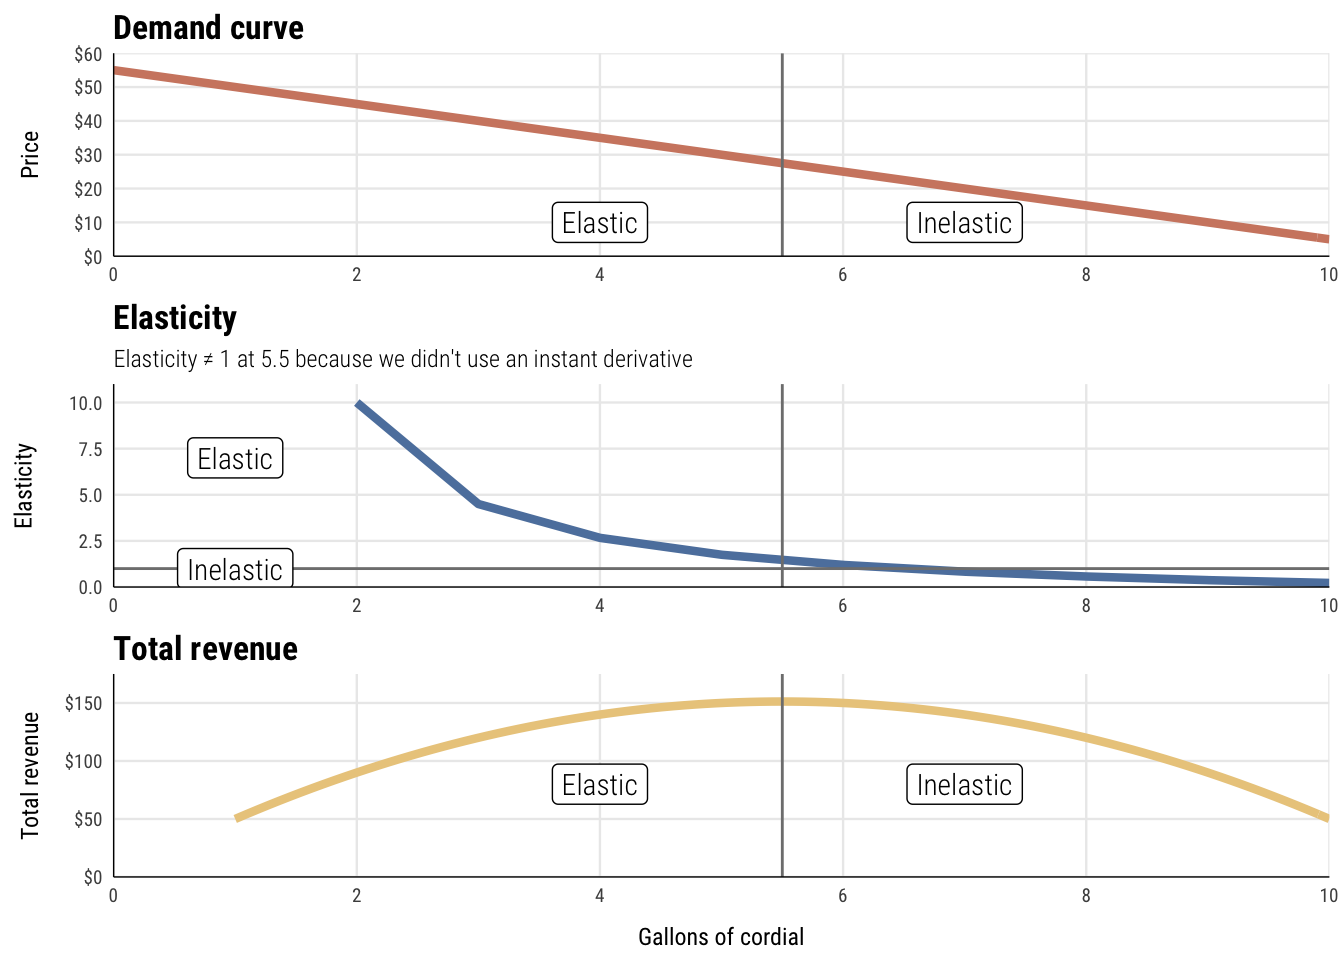 Demand curve
$60
$50
$40
$30
$20
$10
$0
Price
Elastic
Inelastic
0 2 4 6 8 10
Elasticity
Elasticity ≠ 1 at 5.5 because we didn't use an instant derivative
10.0
7.5
5.0
2.5
0.0
Elasticity
Elastic
Inelastic
0 2 4 6 8 10
Total revenue
$150
$100
$50
$0
Total revenue
Elastic
Inelastic
0 2 4 6 8 10
Gallons of cordial